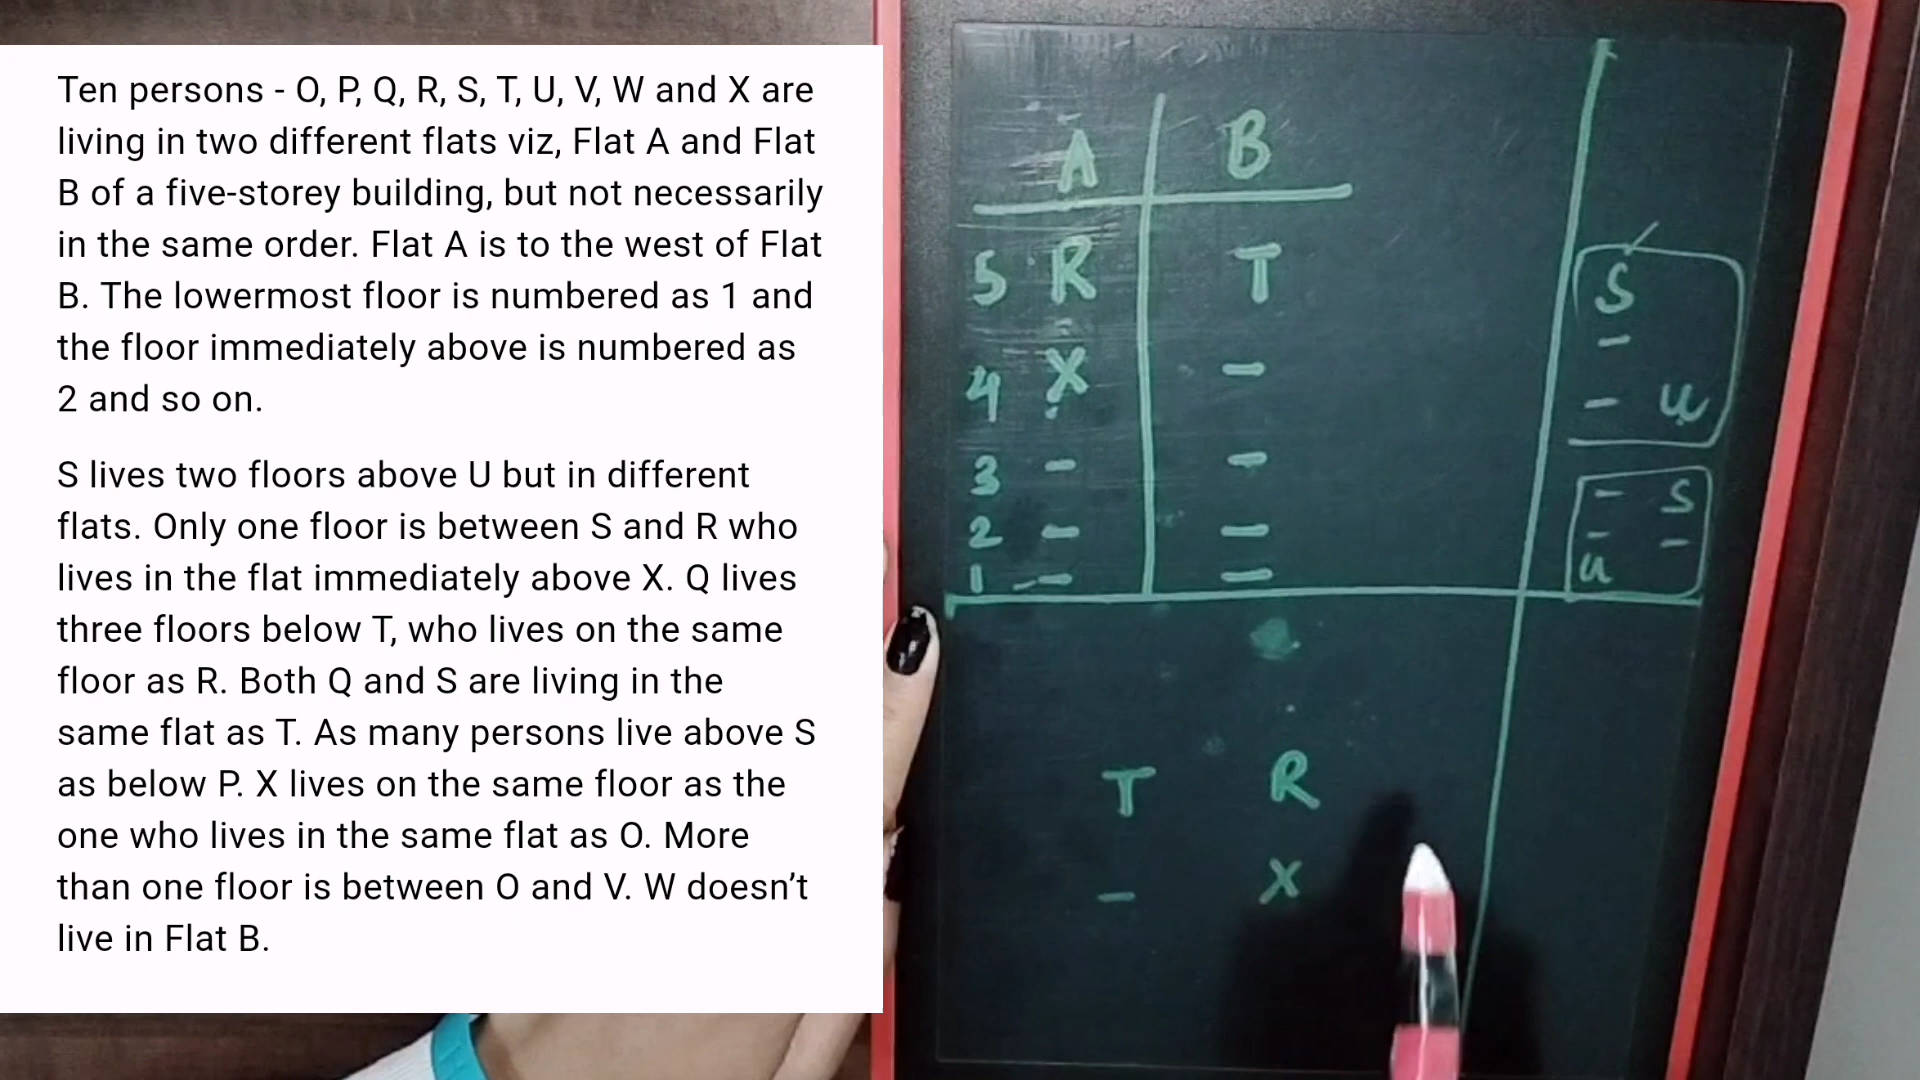 Ten persons - O, P, Q, R, S, T, U, V, W and X are
living in two different flats viz, Flat A and Flat
B of a five-storey building, but not necessarily
in the same order. Flat A is to the west of Flat
B. The lowermost floor is numbered as 1 and
the floor immediately above is numbered as
2 and so on.
S lives two floors above U but in different
flats. Only one floor is between S and R who
lives in the flat immediately above X. Q lives
three floors below T, who lives on the same
floor as R. Both Q and S are living in the
same flat as T. As many persons live above S
as below P. X lives on the same floor as the
one who lives in the same flat as O. More
than one floor is between O and V. W doesn’t
live in Flat B.
A B
5 R T
4 X -
3 - -
2 - -
1 - -
S
-
- U
- S
- -
U
T R
- X